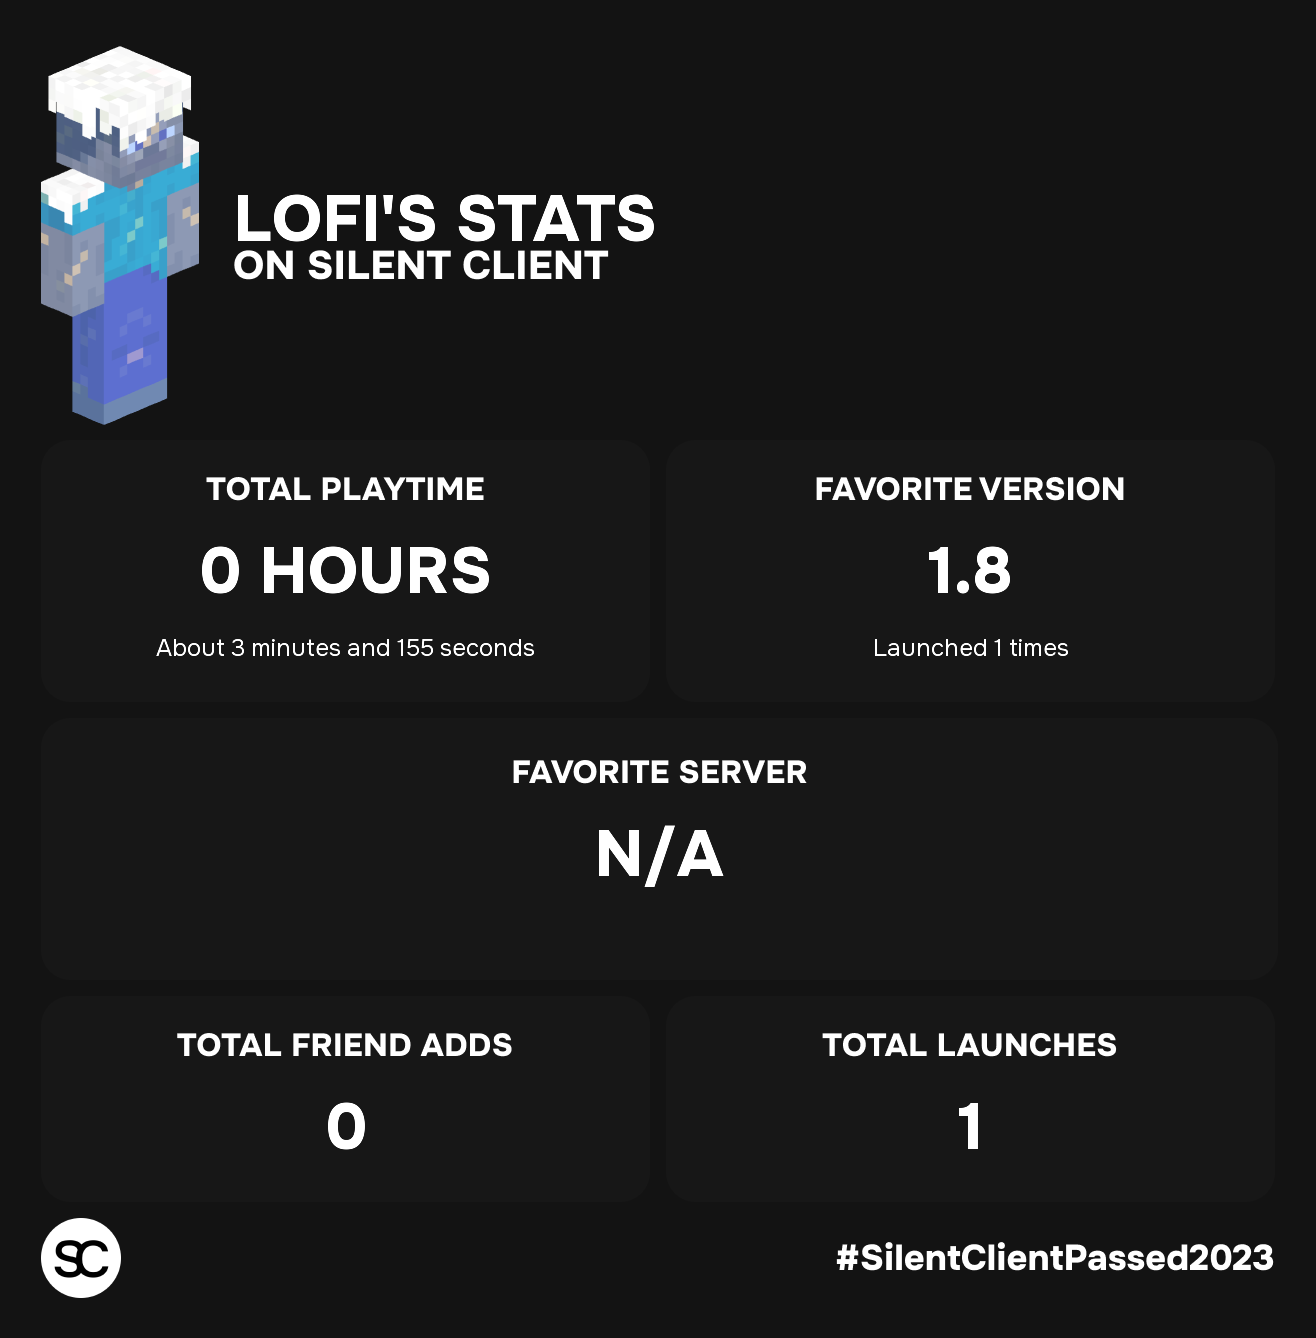 LOFI'S STATS
ON SILENT CLIENT
TOTAL PLAYTIME
0 HOURS
About 3 minutes and 155 seconds
FAVORITE VERSION
1.8
Launched 1 times
FAVORITE SERVER
N/A
TOTAL FRIEND ADDS
0
TOTAL LAUNCHES
1
SC
#SilentClientPassed2023